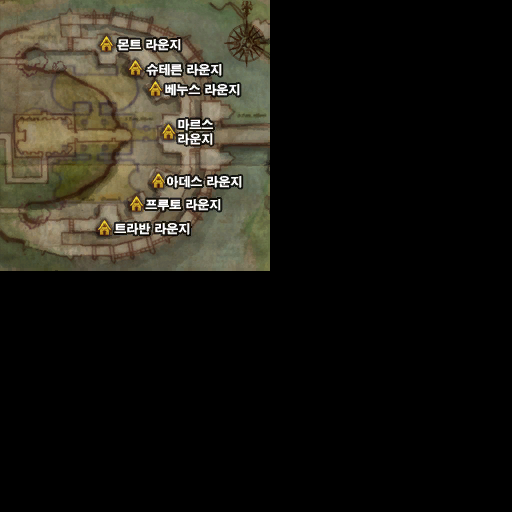 몬트 라운지
슈테른 라운지
베누스 라운지
마르스
라운지
아데스 라운지
프루토 라운지
트라반 라운지